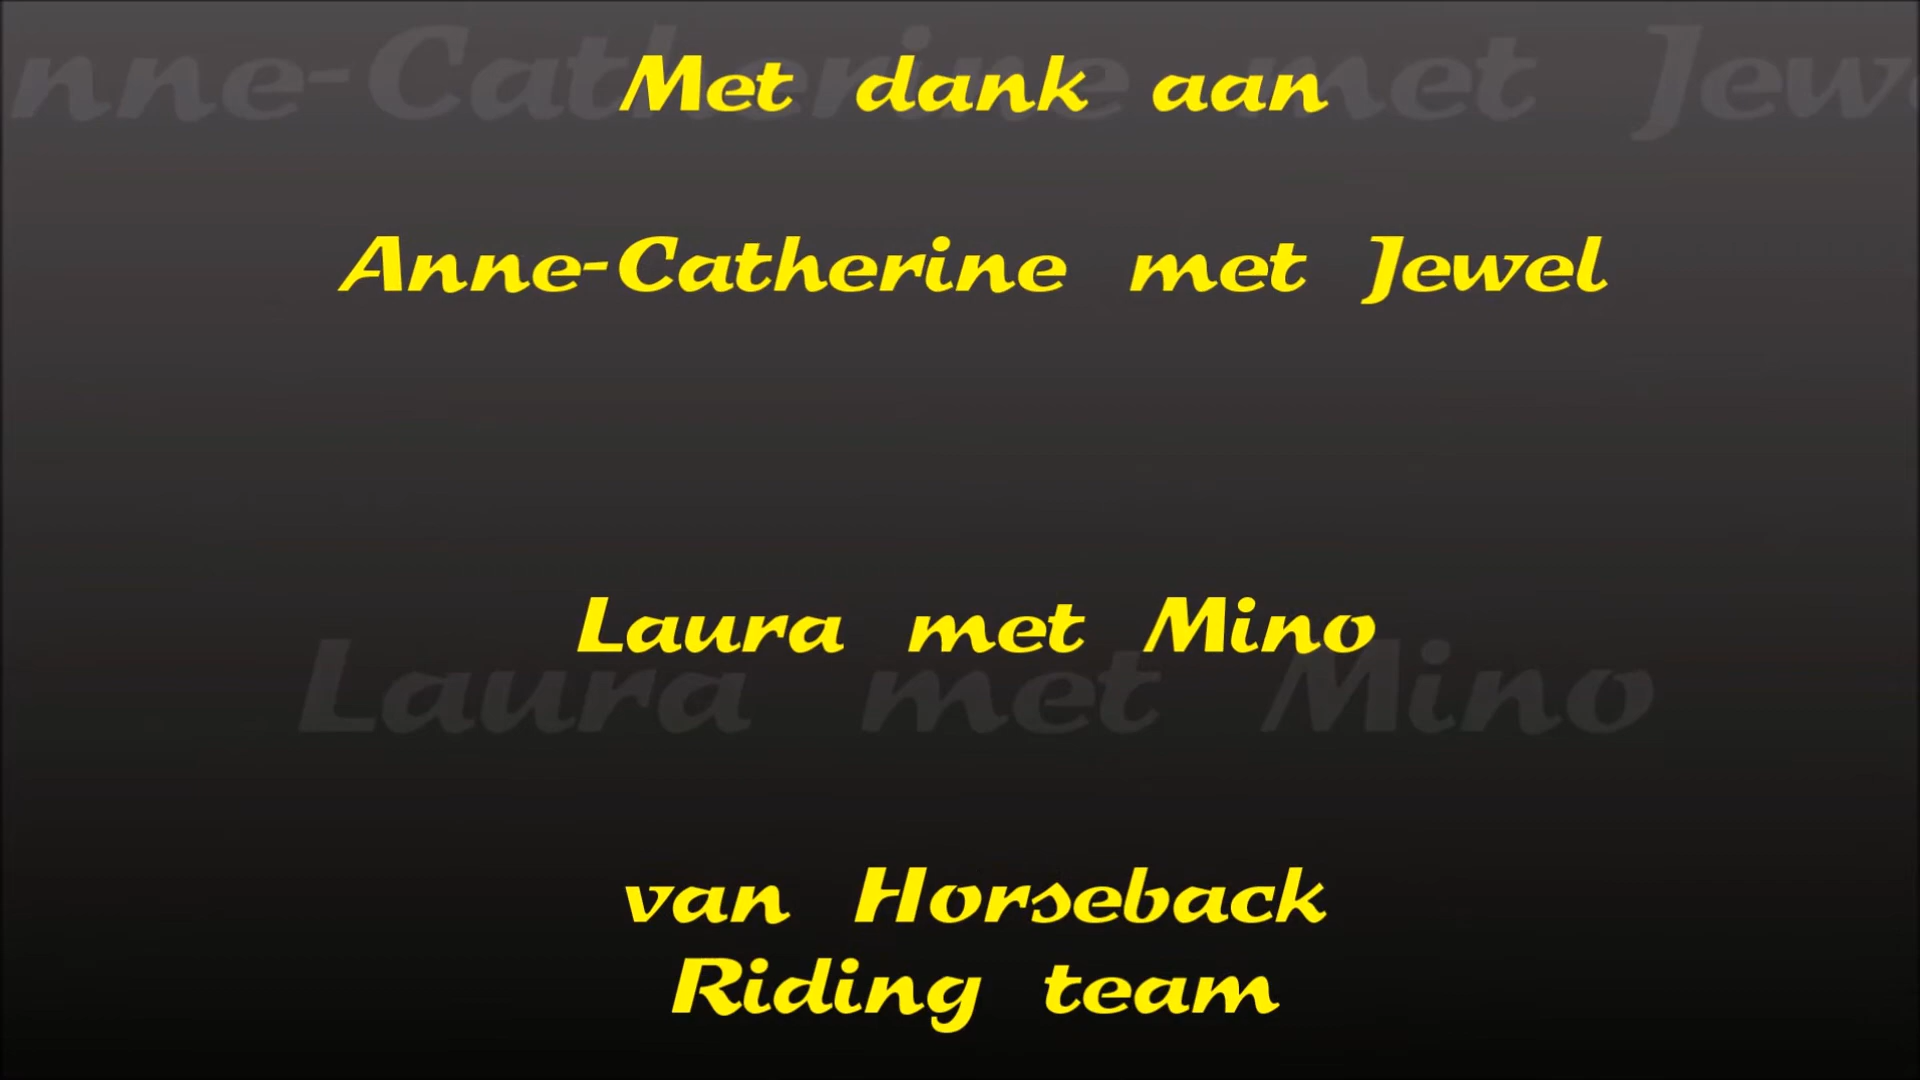 Met dank aan
Anne-Catherine met Jewel
Laura met Mino
van Horseback
Riding team